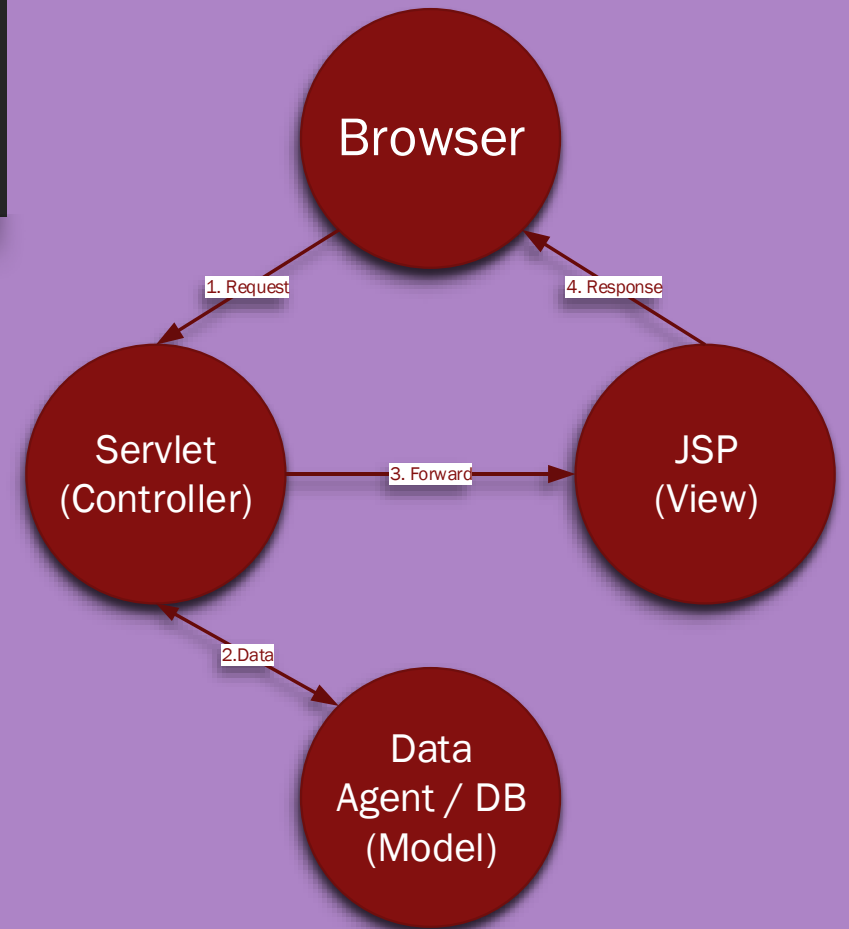 Browser
1. Request
4. Response
Servlet
(Controller)
3. Forward
JSP
(View)
2.Data
Data
Agent / DB
(Model)